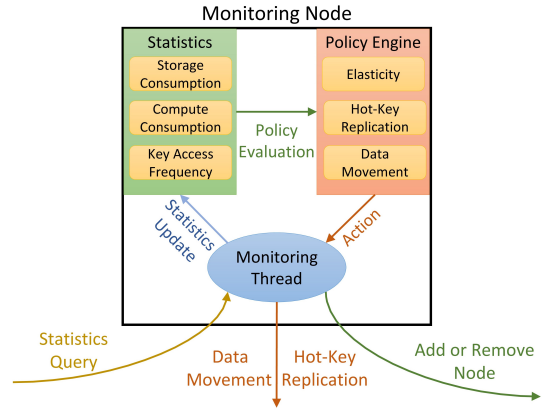 Monitoring Node
Statistics
Storage
Consumption
Compute
Consumption
Key Access
Frequency
Policy
Evaluation
Policy Engine
Elasticity
Hot-Key
Replication
Data
Movement
Statistics
Update
Action
Monitoring
Thread
Statistics
Query
Data
Movement
Hot-Key
Replication
Add or Remove
Node